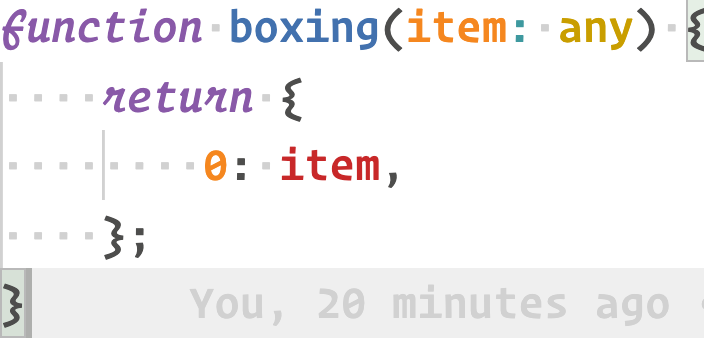 function boxing(item: any) {
    return {
        0: item,
    };
} You, 20 minutes ago •